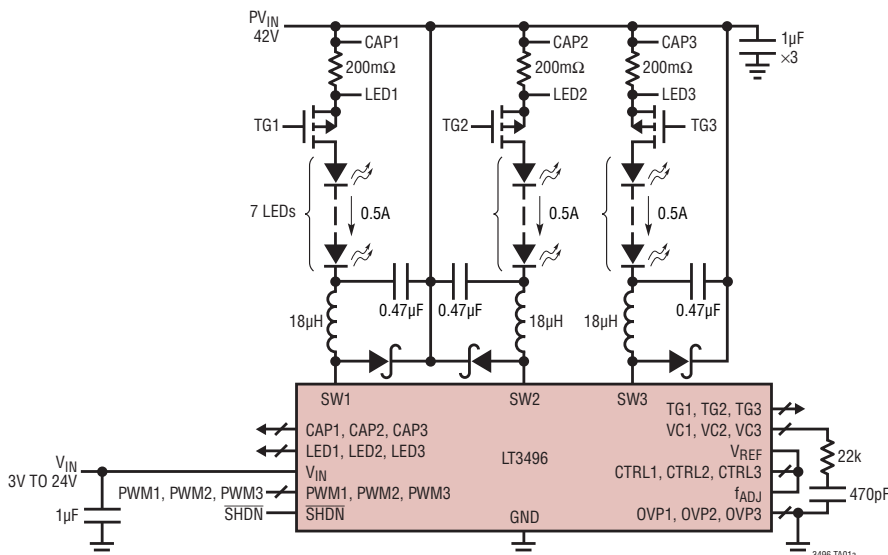 PVIN
42V
CAP1
CAP2
CAP3
1µF
×3
200mΩ
200mΩ
200mΩ
LED1
LED2
LED3
TG1
TG2
TG3
7 LEDs
0.5A
0.5A
0.5A
0.47µF
0.47µF
0.47µF
18µH
18µH
18µH
SW1
SW2
SW3
TG1, TG2, TG3
CAP1, CAP2, CAP3
VC1, VC2, VC3
LED1, LED2, LED3
LT3496
VREF
22k
VIN
3V TO 24V
VIN
CTRL1, CTRL2, CTRL3
PWM1, PWM2, PWM3
PWM1, PWM2, PWM3
fADJ
470pF
1µF
SHDN
SHDN
GND
OVP1, OVP2, OVP3
3496 TA01a